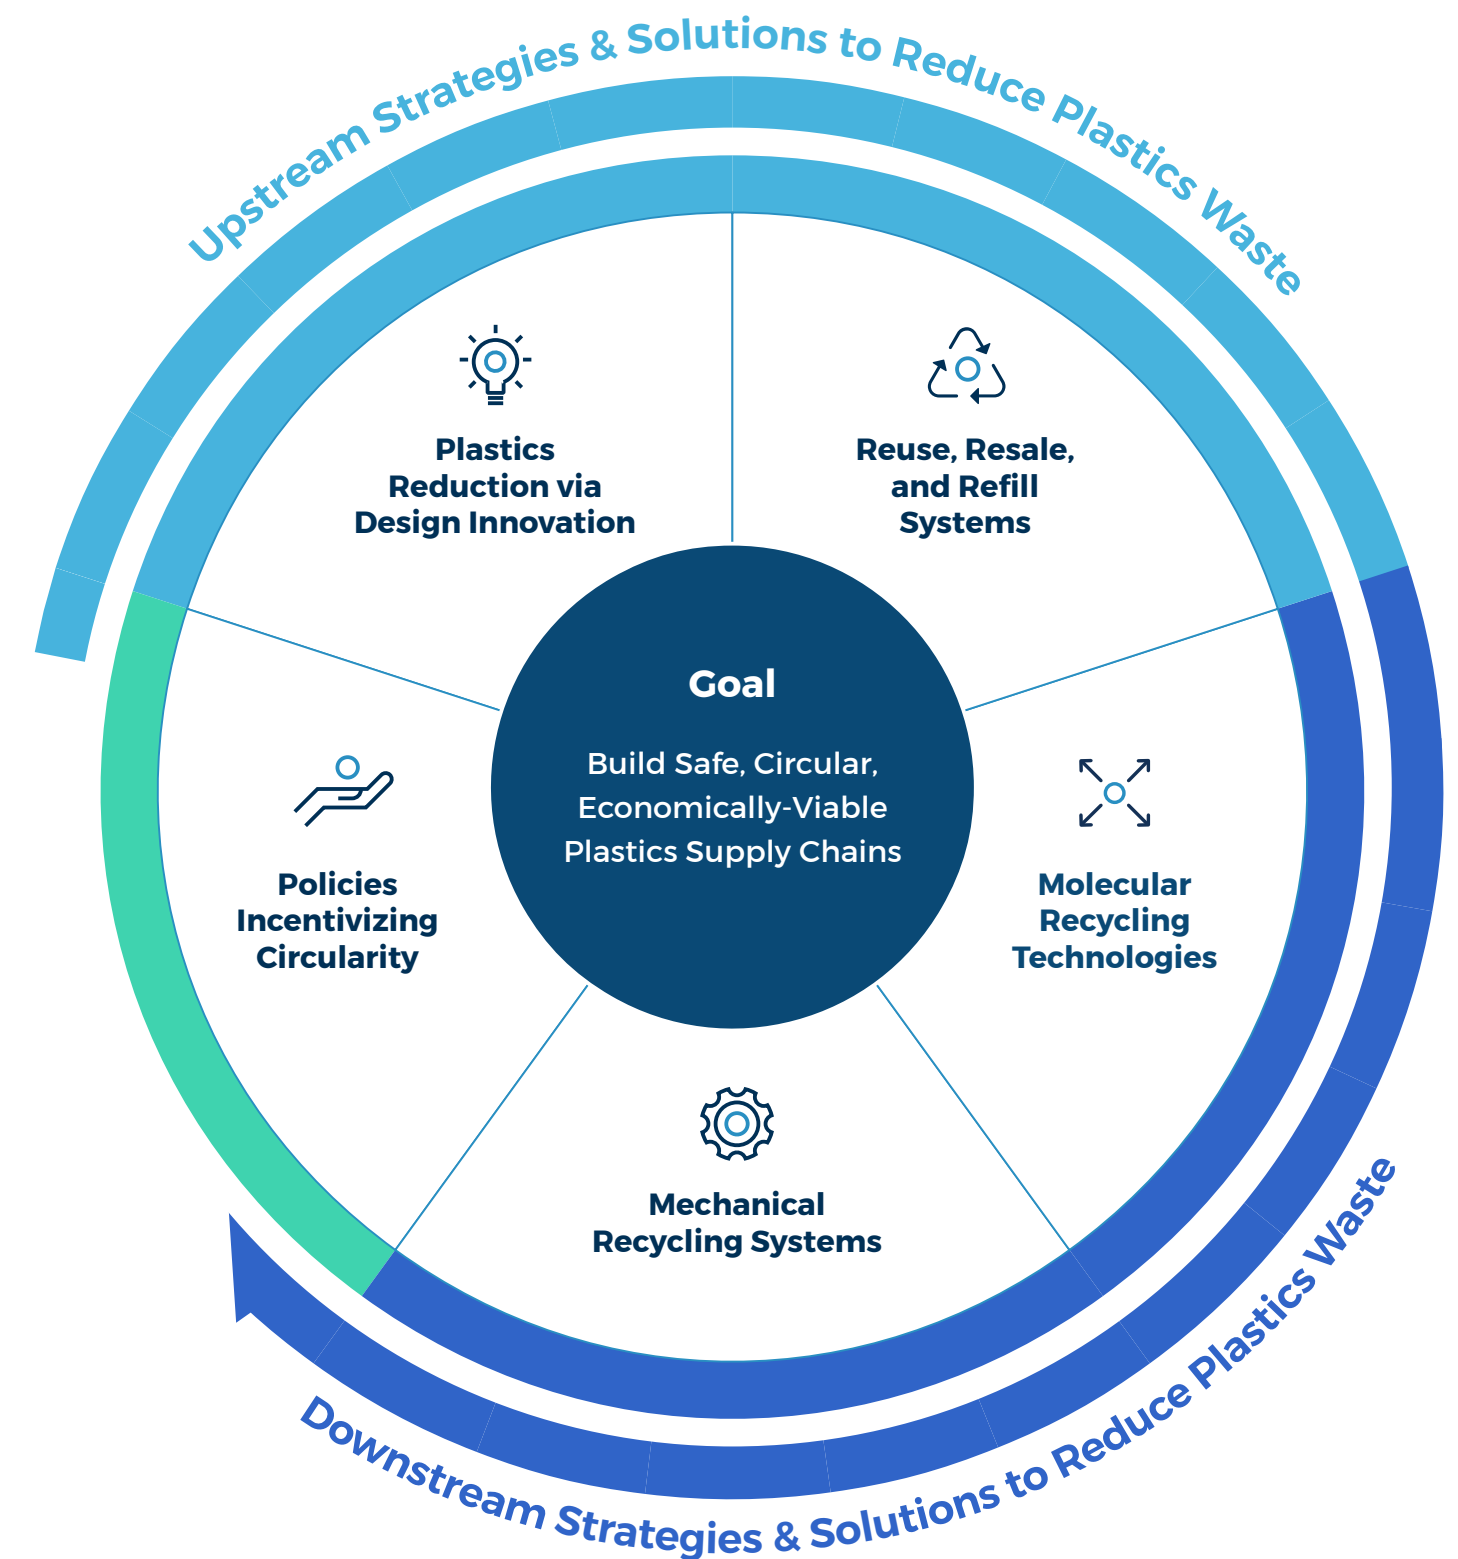 Upstream Strategies & Solutions to Reduce Plastics Waste
Plastics
Reduction via
Design Innovation
Reuse, Resale,
and Refill
Systems
Goal
Build Safe, Circular,
Economically-Viable
Plastics Supply Chains
Policies
Incentivizing
Circularity
Molecular
Recycling
Technologies
Mechanical
Recycling Systems
Downstream Strategies & Solutions to Reduce Plastics Waste